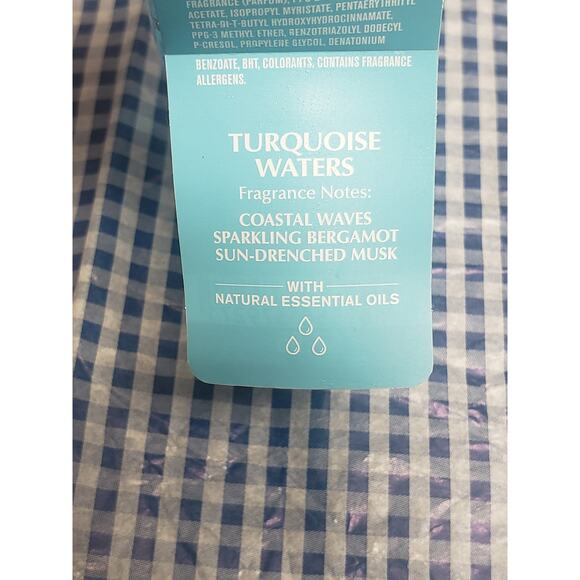 FRAGRANCE (PARFUM),
ACETATE, ISOPROPYL MYRISTATE, PENTAERYTHRITYL
TETRA-DI-T-BUTYL HYDROXYHYDROCINNAMATE,
PPG-3 METHYL ETHER, BENZOTRIAZOLYL DODECYL
P-CRESOL, PROPYLENE GLYCOL, DENATONIUM
BENZOATE, BHT, COLORANTS. CONTAINS FRAGRANCE
ALLERGENS.
TURQUOISE
WATERS
Fragrance Notes:
COASTAL WAVES
SPARKLING BERGAMOT
SUN-DRENCHED MUSK
WITH
NATURAL ESSENTIAL OILS